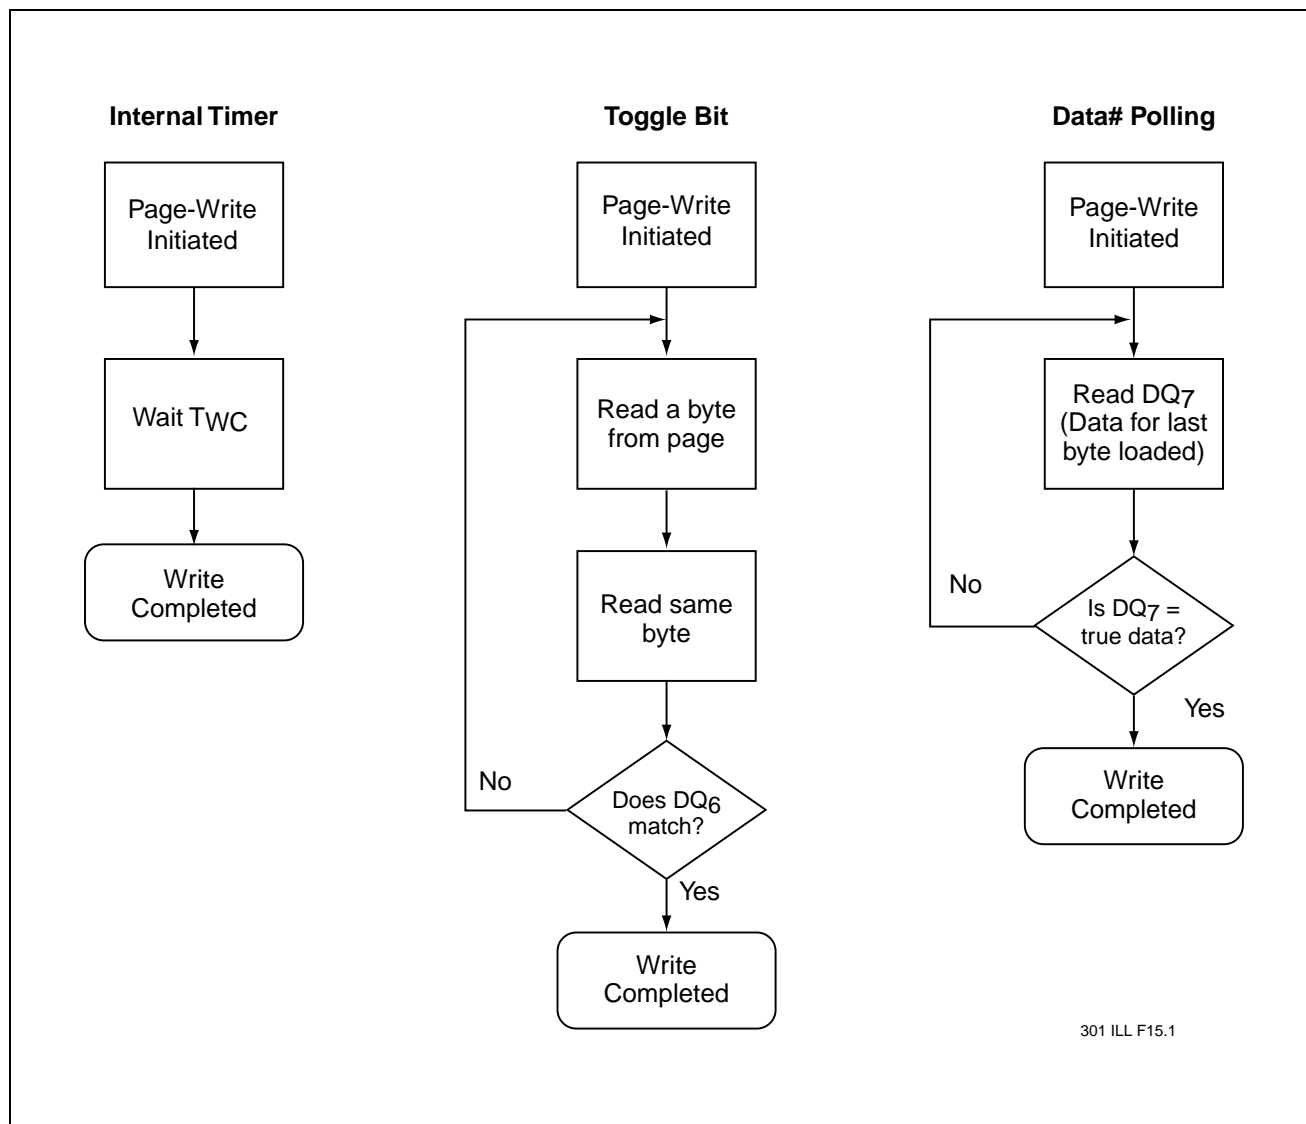 Internal Timer
Page-Write
Initiated
Wait TWC
Write
Completed
Toggle Bit
Page-Write
Initiated
Read a byte
from page
Read same
byte
No
Does DQ6
match?
Yes
Write
Completed
Data# Polling
Page-Write
Initiated
Read DQ7
(Data for last
byte loaded)
No
Is DQ7 =
true data?
Yes
Write
Completed
301 ILL F15.1